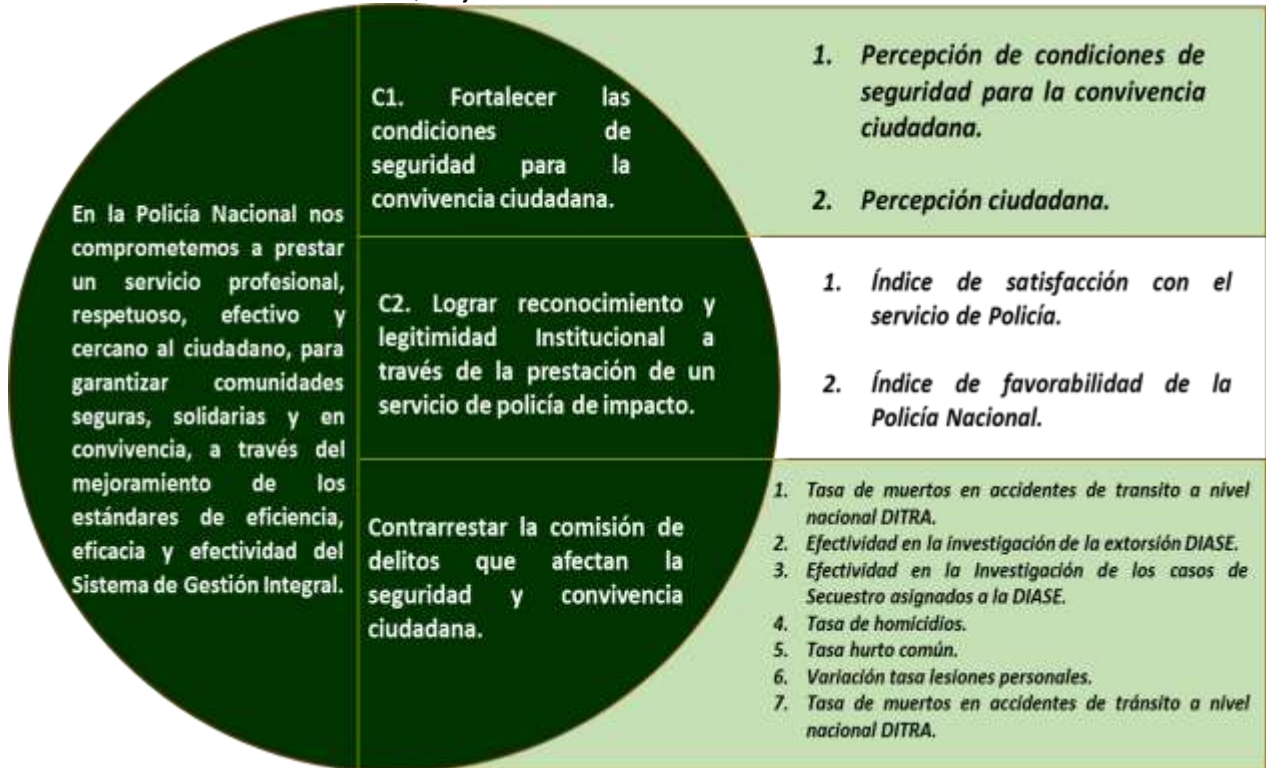 En la Policía Nacional nos
comprometemos a prestar
un servicio profesional,
respetuoso, efectivo y
cercano al ciudadano, para
garantizar comunidades
seguras, solidarias y en
convivencia, a través del
mejoramiento de los
estándares de eficiencia,
eficacia y efectividad del
Sistema de Gestión Integral.
C1. Fortalecer las
condiciones de
seguridad para la
convivencia ciudadana.
1. Percepción de condiciones de
seguridad para la convivencia
ciudadana.
2. Percepción ciudadana.
C2. Lograr reconocimiento y
legitimidad Institucional a
través de la prestación de un
servicio de policía de impacto.
1. Índice de satisfacción con el
servicio de Policía.
2. Índice de favorabilidad de la
Policía Nacional.
Contrarrestar la comisión de
delitos que afectan la
seguridad y convivencia
ciudadana.
1. Tasa de muertos en accidentes de transito a nivel
nacional DITRA.
2. Efectividad en la investigación de la extorsión DIASE.
3. Efectividad en la Investigación de los casos de
Secuestro asignados a la DIASE.
4. Tasa de homicidios.
5. Tasa hurto común.
6. Variación tasa lesiones personales.
7. Tasa de muertos en accidentes de tránsito a nivel
nacional DITRA.